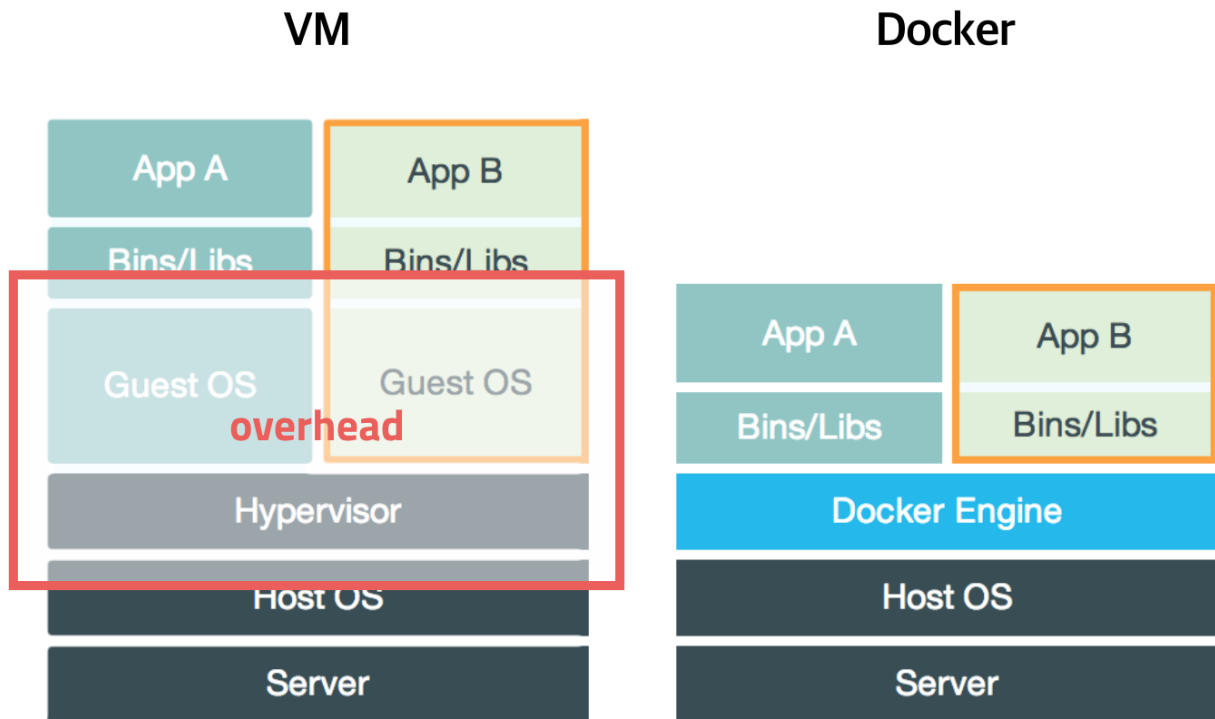 VM
Docker
App A
App B
Bins/Libs
Bins/Libs
Guest OS
Guest OS
overhead
Hypervisor
Host OS
Server
App A
App B
Bins/Libs
Bins/Libs
Docker Engine
Host OS
Server